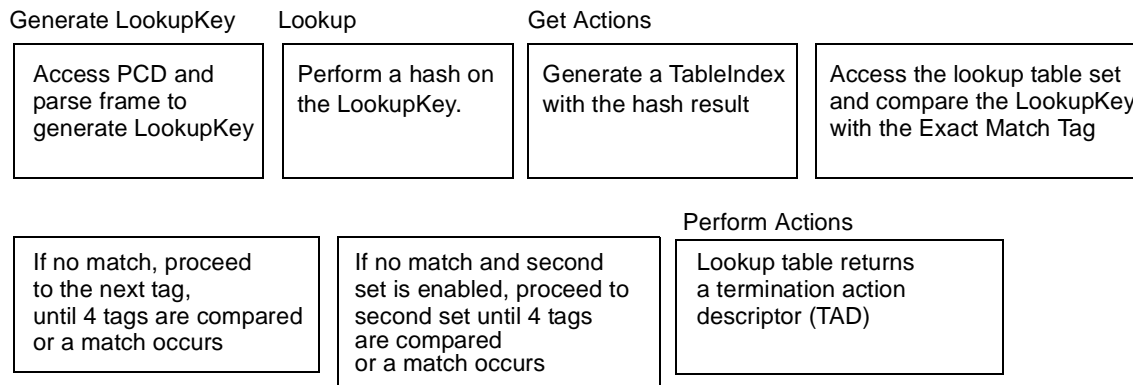 Generate LookupKey
Lookup
Get Actions
Access PCD and
parse frame to
generate LookupKey
Perform a hash on
the LookupKey.
Generate a TableIndex
with the hash result
Access the lookup table set
and compare the LookupKey
with the Exact Match Tag
If no match, proceed
to the next tag,
until 4 tags are compared
or a match occurs
If no match and second
set is enabled, proceed to
second set until 4 tags
are compared
or a match occurs
Perform Actions
Lookup table returns
a termination action
descriptor (TAD)